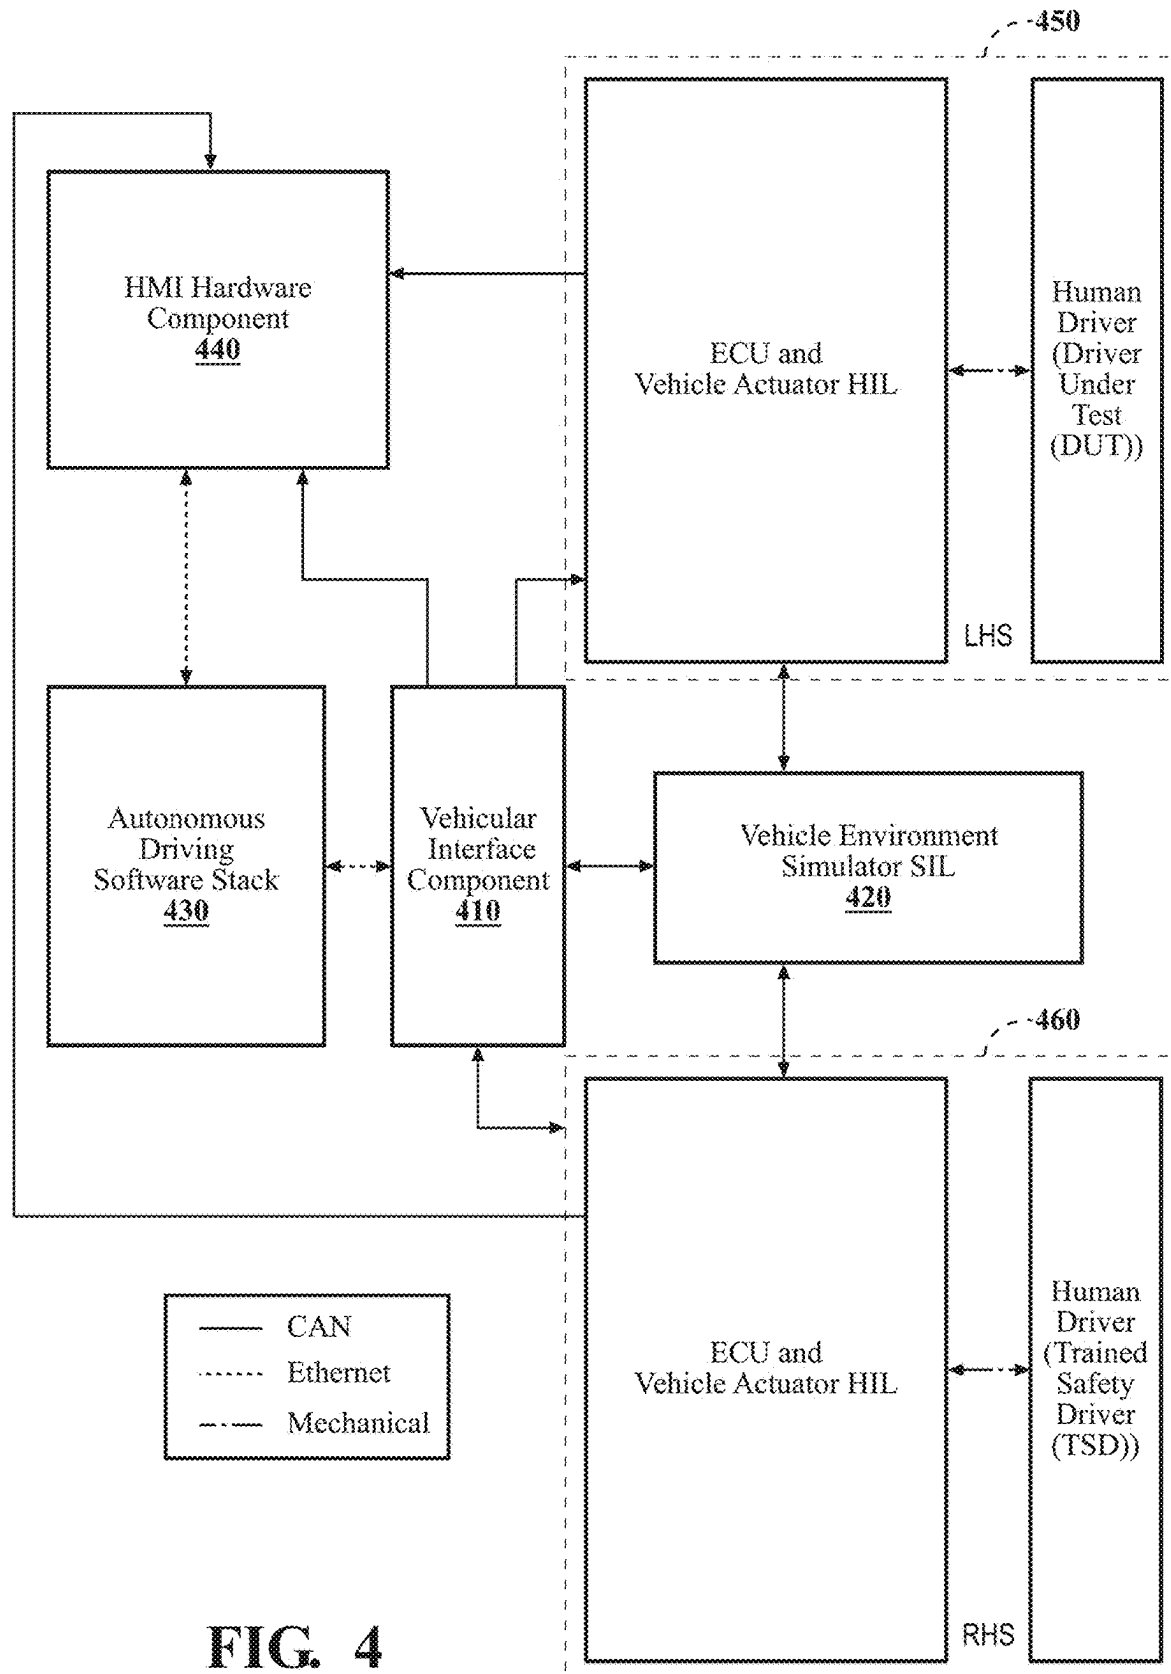 450
HMI Hardware
Component
440
ECU and
Vehicle Actuator HIL
Human
Driver
(Driver
Under
Test
(DUT))
LHS
Autonomous
Driving
Software Stack
430
Vehicular
Interface
Component
410
Vehicle Environment
Simulator SIL
420
460
ECU and
Vehicle Actuator HIL
Human
Driver
(Trained
Safety
Driver
(TSD))
RHS
CAN
Ethernet
Mechanical
FIG. 4